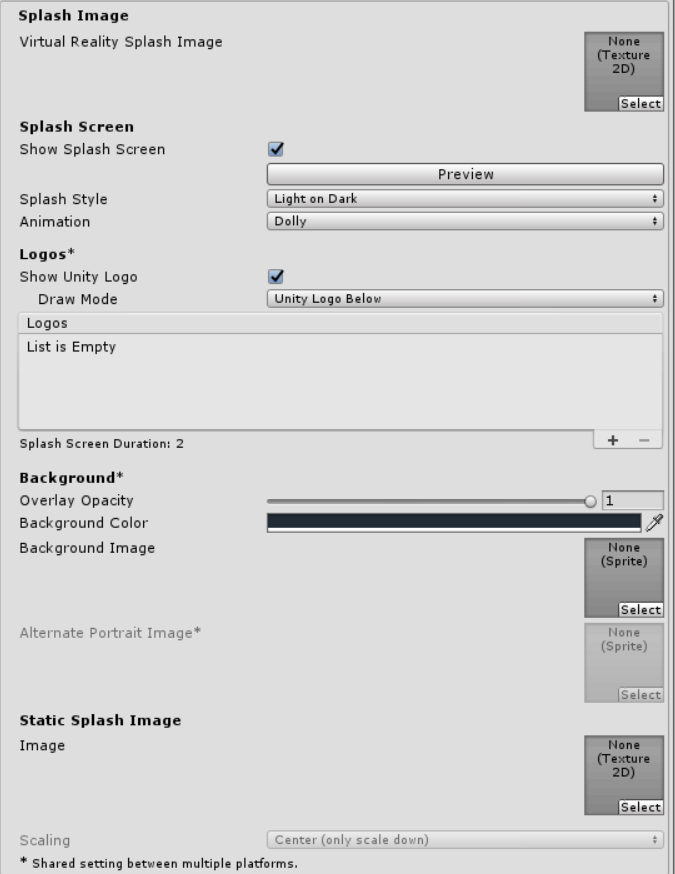 Splash Image
Virtual Reality Splash Image
None
(Texture
2D)
Select
Splash Screen
Show Splash Screen
Preview
Splash Style Light on Dark
Animation Dolly
Logos*
Show Unity Logo
Draw Mode Unity Logo Below
Logos
List is Empty
Splash Screen Duration: 2
+ −
Background*
Overlay Opacity 1
Background Color
Background Image
None
(Sprite)
Select
Alternate Portrait Image*
None
(Sprite)
Select
Static Splash Image
Image
None
(Texture
2D)
Select
Scaling Center (only scale down)
* Shared setting between multiple platforms.